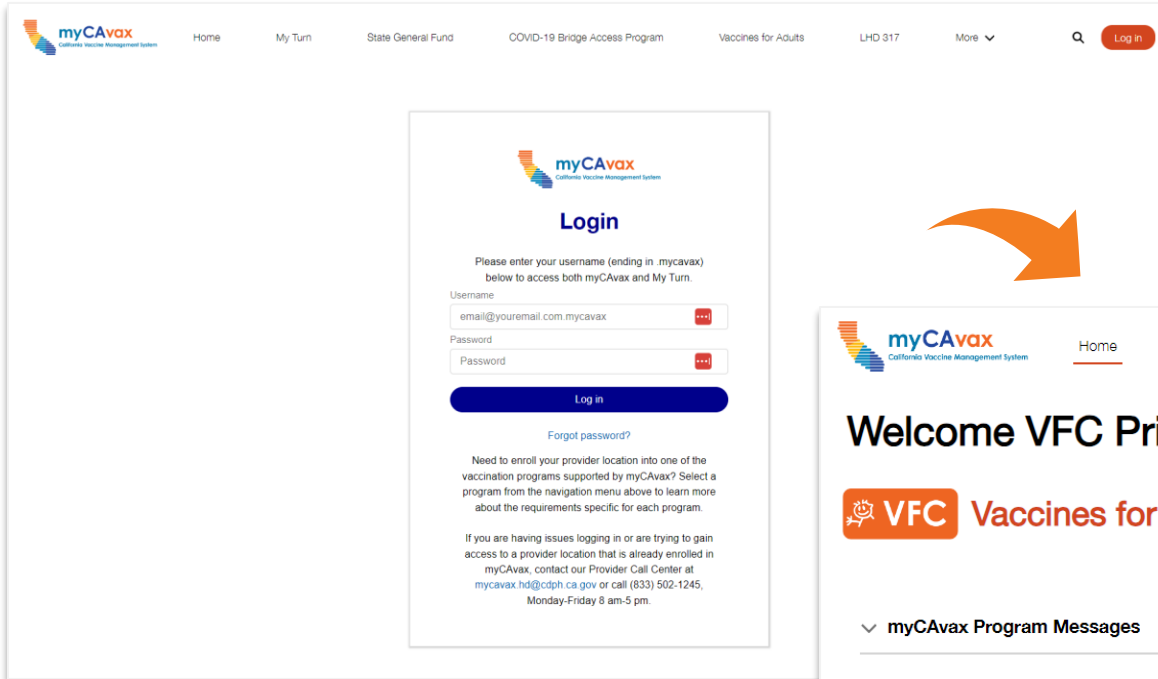 myCAvax
California Vaccine Management System
Home
My Turn
State General Fund
COVID-19 Bridge Access Program
Vaccines for Adults
LHD 317
More
Log in
myCAvax
California Vaccine Management System
Login
Please enter your username (ending in .mycavax)
below to access both myCAvax and My Turn.
Username
email@youremail.com.mycavax
Password
Password
Log in
Forgot password?
Need to enroll your provider location into one of the
vaccination programs supported by myCAvax? Select a
program from the navigation menu above to learn more
about the requirements specific for each program.
If you are having issues logging in or are trying to gain
access to a provider location that is already enrolled in
myCAvax, contact our Provider Call Center at
mycavax.hd@cdph.ca.gov or call (833) 502-1245,
Monday-Friday 8 am-5 pm.
myCAvax
California Vaccine Management System
Home
Welcome VFC Pri
VFC
Vaccines for
myCAvax Program Messages